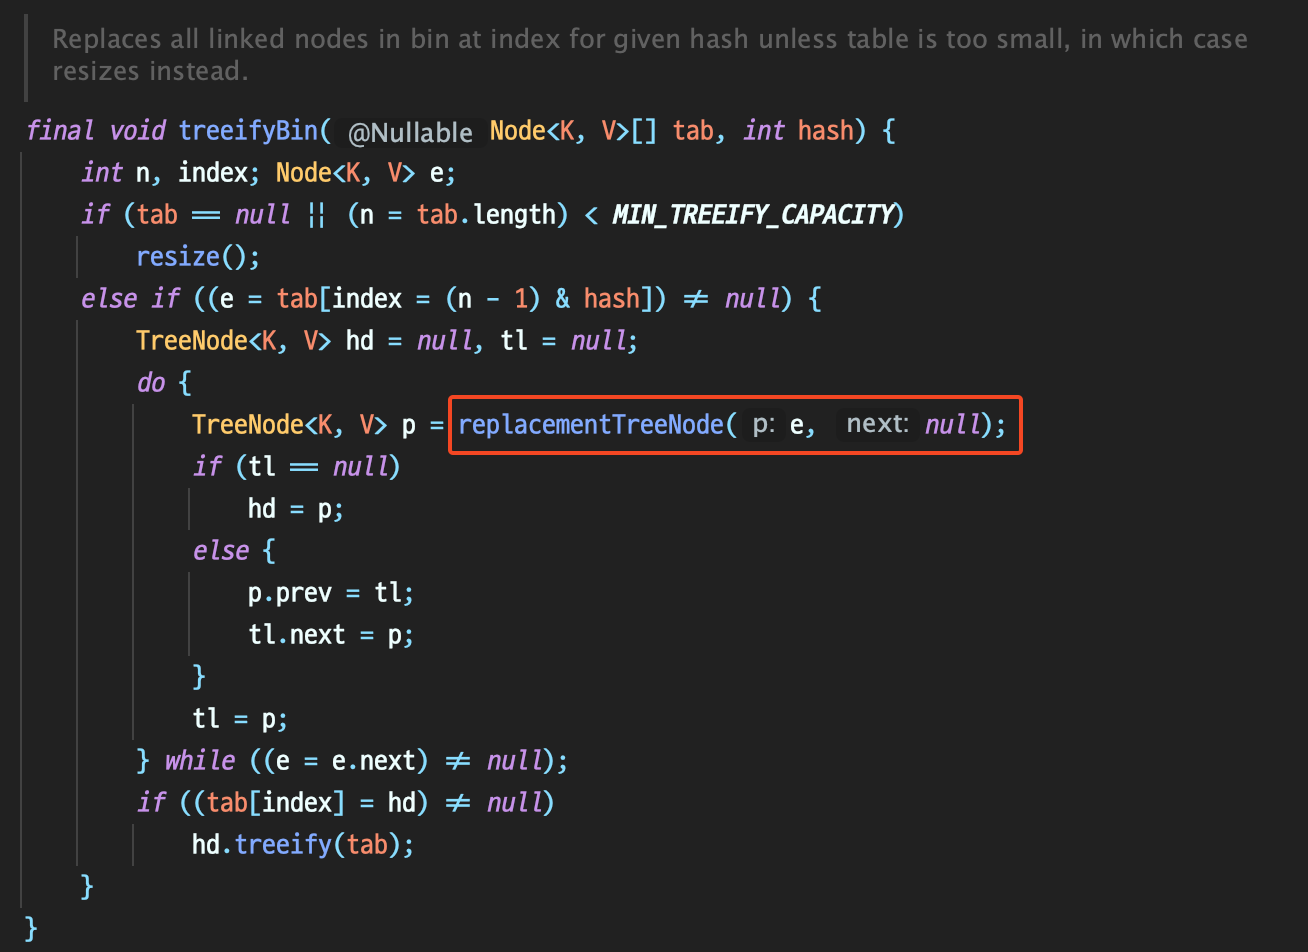 Replaces all linked nodes in bin at index for given hash unless table is too small, in which case
resizes instead.
final void treeifyBin( @Nullable Node<K, V>[] tab, int hash) {
    int n, index; Node<K, V> e;
    if (tab == null || (n = tab.length) < MIN_TREEIFY_CAPACITY)
        resize();
    else if ((e = tab[index = (n - 1) & hash]) != null) {
        TreeNode<K, V> hd = null, tl = null;
        do {
            TreeNode<K, V> p = replacementTreeNode( p: e, next: null);
            if (tl == null)
                hd = p;
            else {
                p.prev = tl;
                tl.next = p;
            }
            tl = p;
        } while ((e = e.next) != null);
        if ((tab[index] = hd) != null)
            hd.treeify(tab);
    }
}